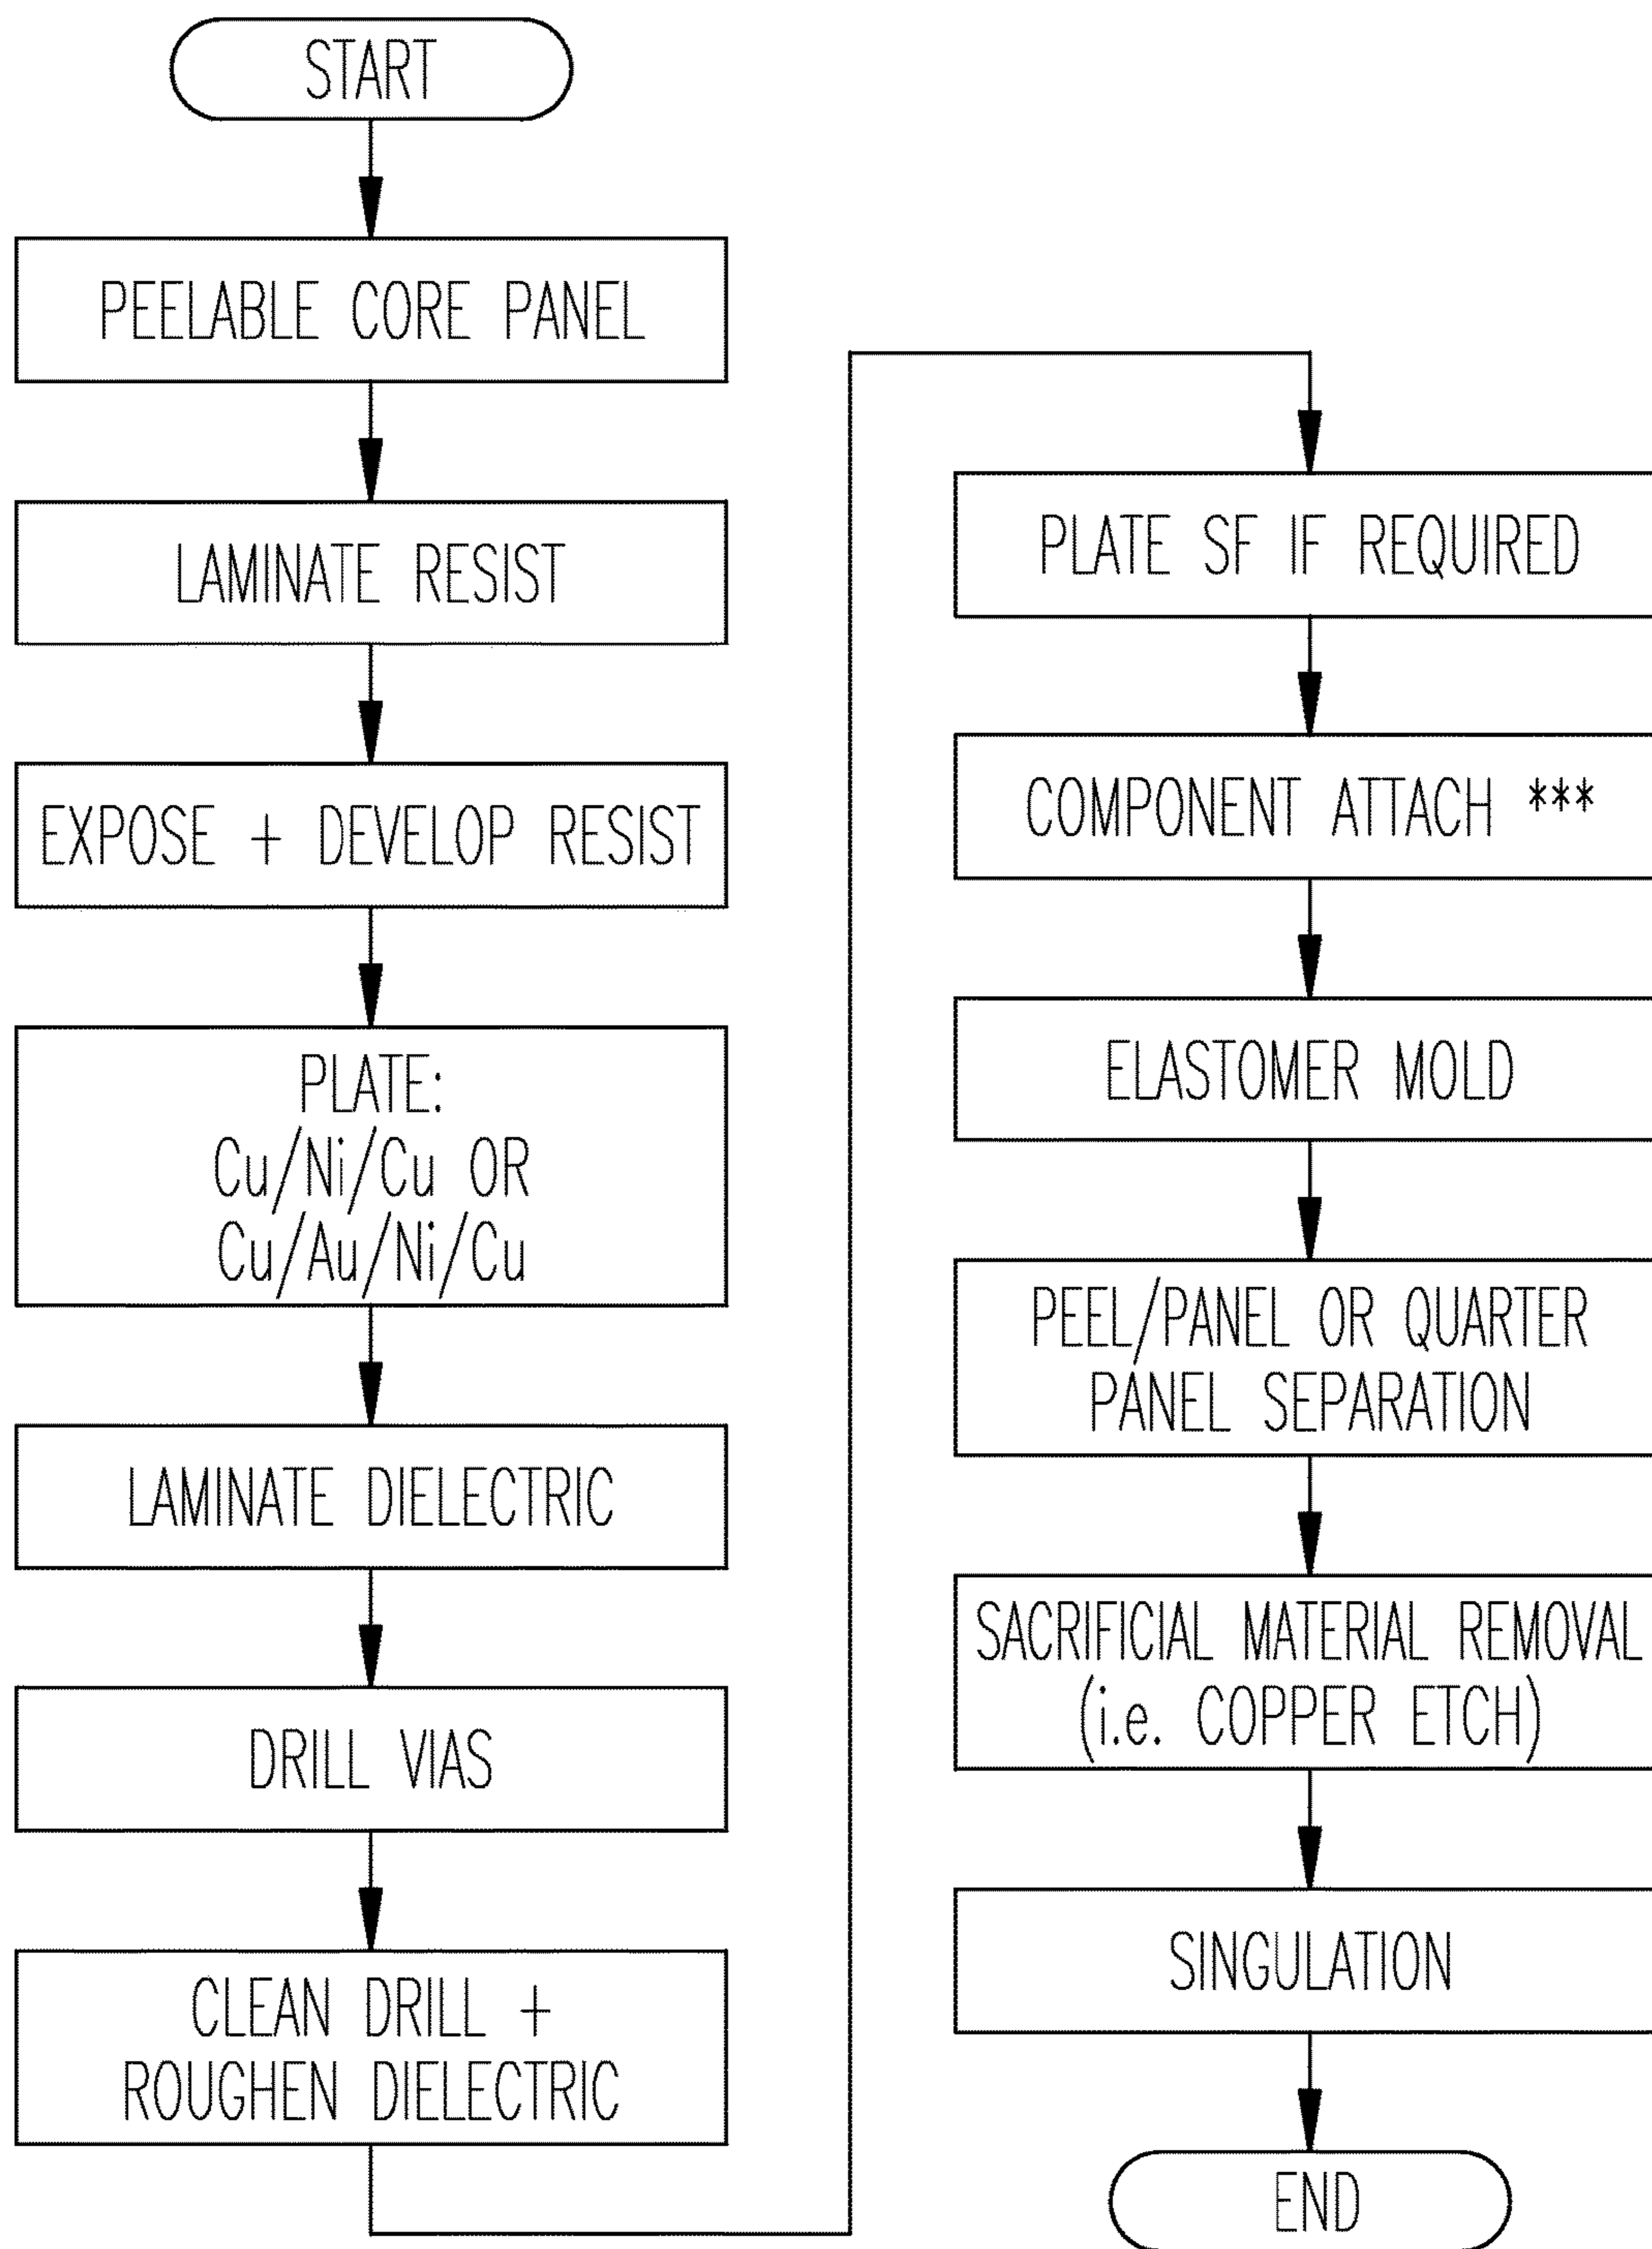 START
PEELABLE CORE PANEL
LAMINATE RESIST
EXPOSE + DEVELOP RESIST
PLATE:
Cu/Ni/Cu OR
Cu/Au/Ni/Cu
LAMINATE DIELECTRIC
DRILL VIAS
CLEAN DRILL +
ROUGHEN DIELECTRIC
PLATE SF IF REQUIRED
COMPONENT ATTACH ***
ELASTOMER MOLD
PEEL/PANEL OR QUARTER
PANEL SEPARATION
SACRIFICIAL MATERIAL REMOVAL
(i.e. COPPER ETCH)
SINGULATION
END